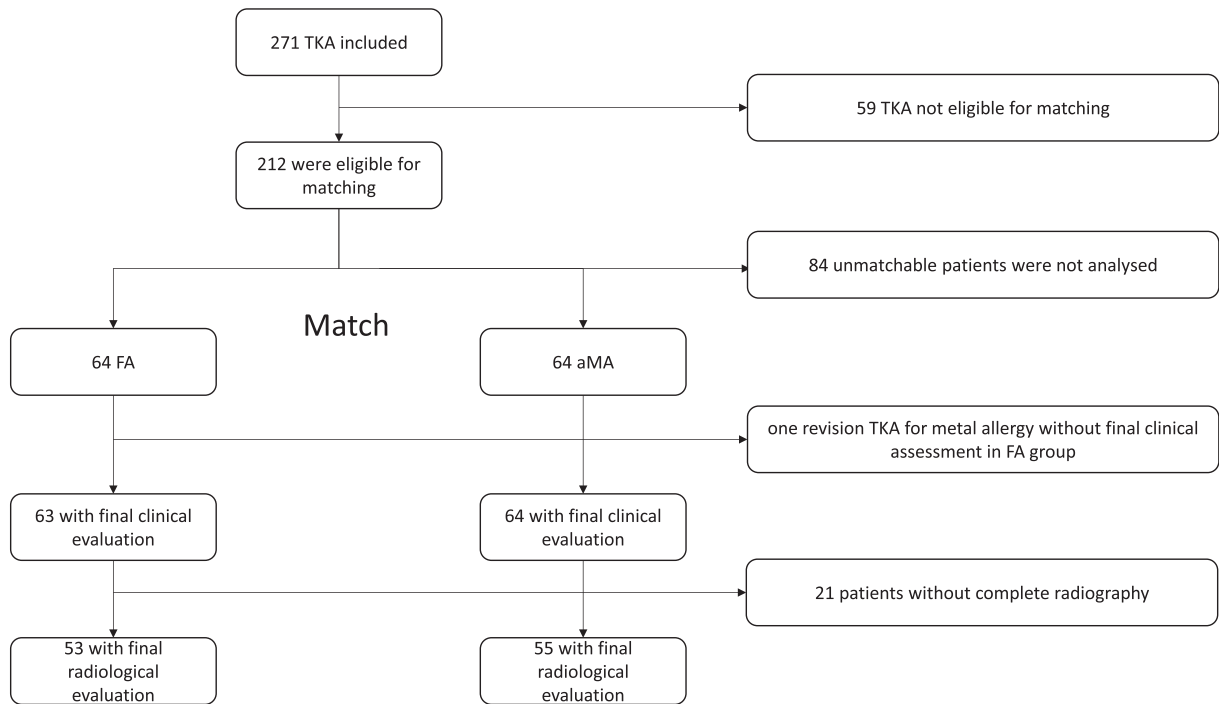 271 TKA included
59 TKA not eligible for matching
212 were eligible for
matching
84 unmatchable patients were not analysed
Match
64 FA
64 aMA
one revision TKA for metal allergy without final clinical
assessment in FA group
63 with final clinical
evaluation
64 with final clinical
evaluation
21 patients without complete radiography
53 with final
radiological
evaluation
55 with final
radiological
evaluation